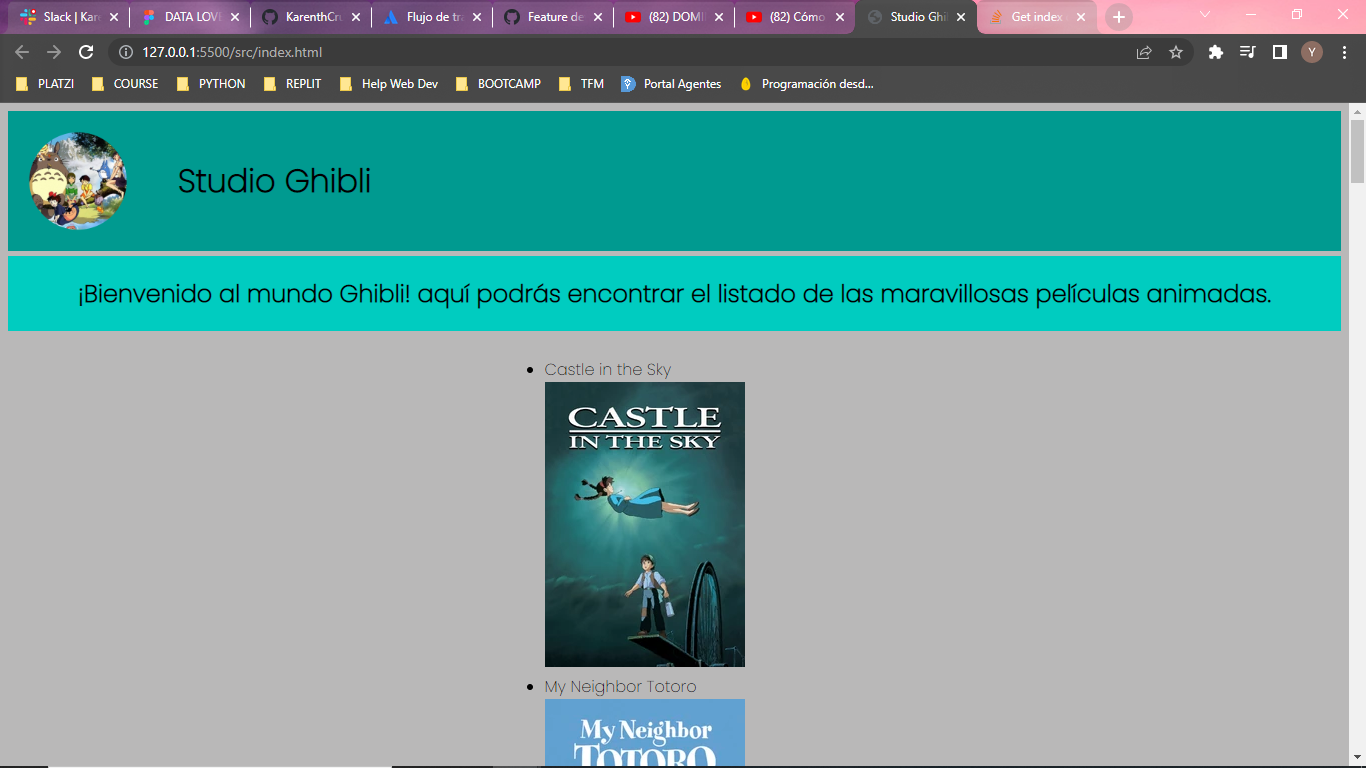 Slack | Kar
DATA LOVE
KarenthCru
Flujo de tra
Feature de
(82) DOMI
(82) Cómo
Studio Ghi
Get index
127.0.0.1:5500/src/index.html
Y
PLATZI
COURSE
PYTHON
REPLIT
Help Web Dev
BOOTCAMP
TFM
Portal Agentes
Programación desd...
Studio Ghibli
¡Bienvenido al mundo Ghibli! aquí podrás encontrar el listado de las maravillosas películas animadas.
Castle in the Sky
CASTLE
IN THE SKY
My Neighbor Totoro
My Neighbor
TOTORO